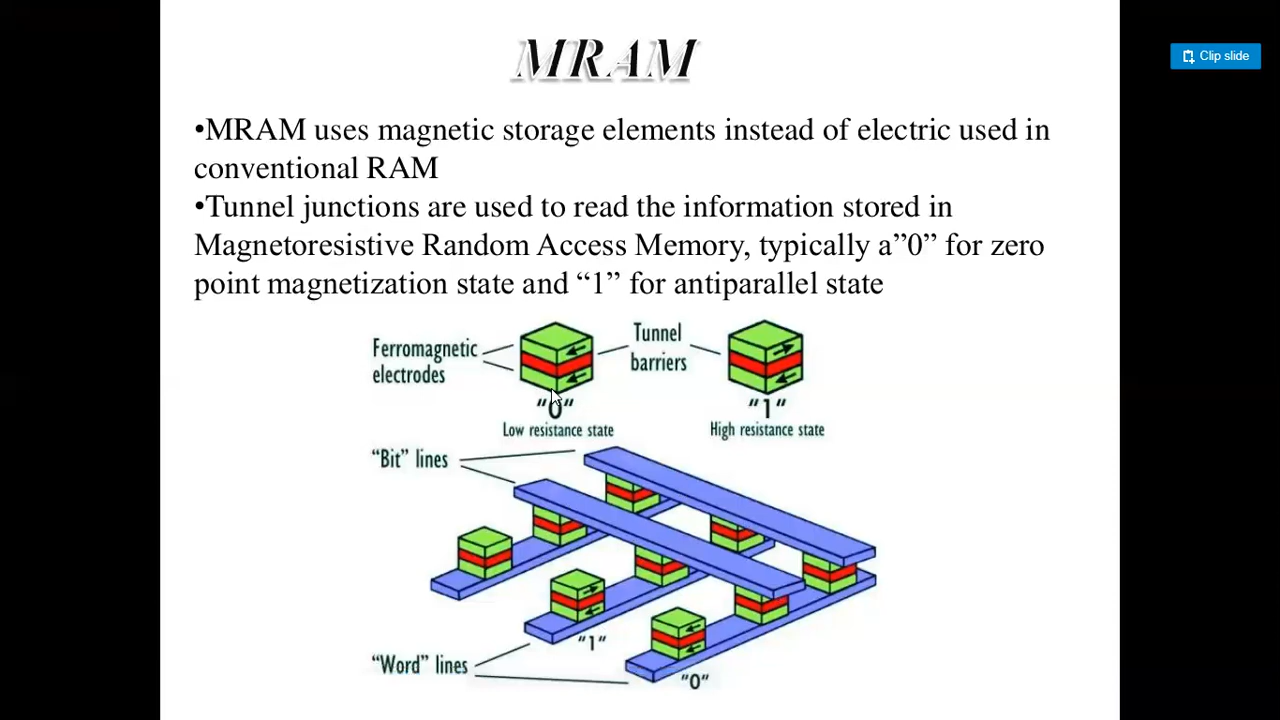 MRAM
Clip slide
•MRAM uses magnetic storage elements instead of electric used in
conventional RAM
•Tunnel junctions are used to read the information stored in
Magnetoresistive Random Access Memory, typically a”0” for zero
point magnetization state and “1” for antiparallel state
Ferromagnetic
electrodes
Tunnel
barriers
"0"
Low resistance state
"1"
High resistance state
"Bit" lines
"1"
"Word" lines
"0"